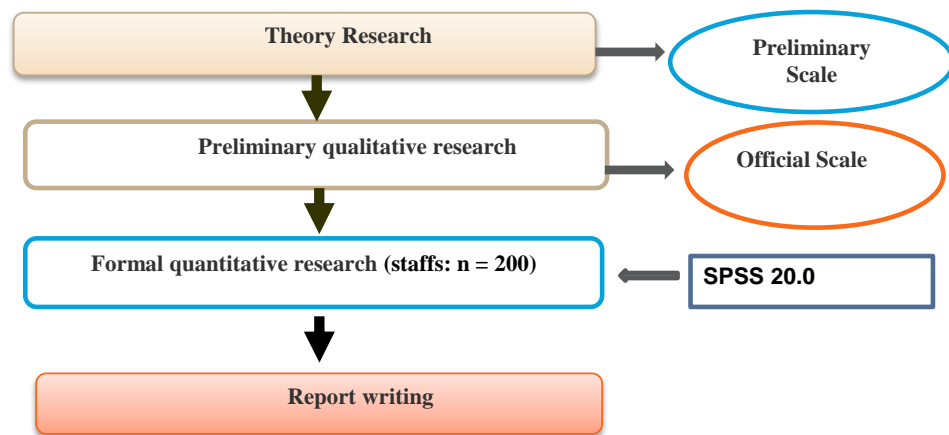 Theory Research
Preliminary
Scale
Preliminary qualitative research
Official Scale
Formal quantitative research (staffs: n = 200)
SPSS 20.0
Report writing